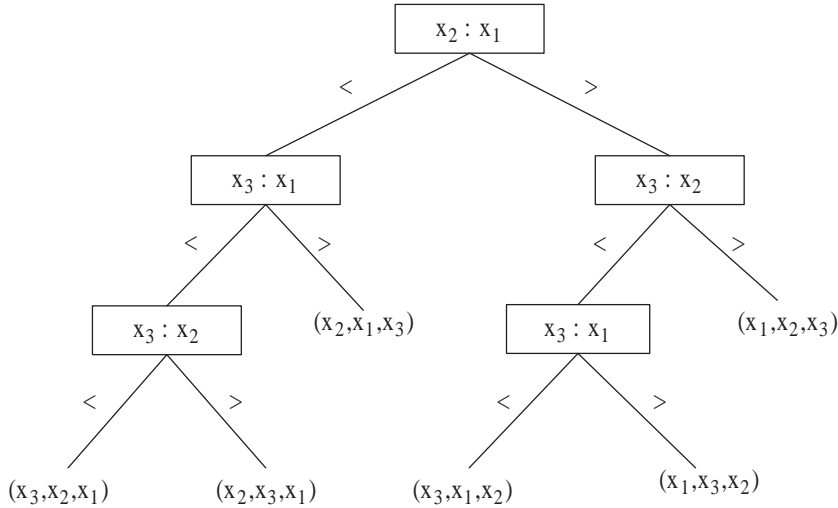 x₂ : x₁
< >
x₃ : x₁ x₃ : x₂
< > < >
x₃ : x₂ (x₂,x₁,x₃) x₃ : x₁ (x₁,x₂,x₃)
< > < >
(x₃,x₂,x₁) (x₂,x₃,x₁) (x₃,x₁,x₂) (x₁,x₃,x₂)